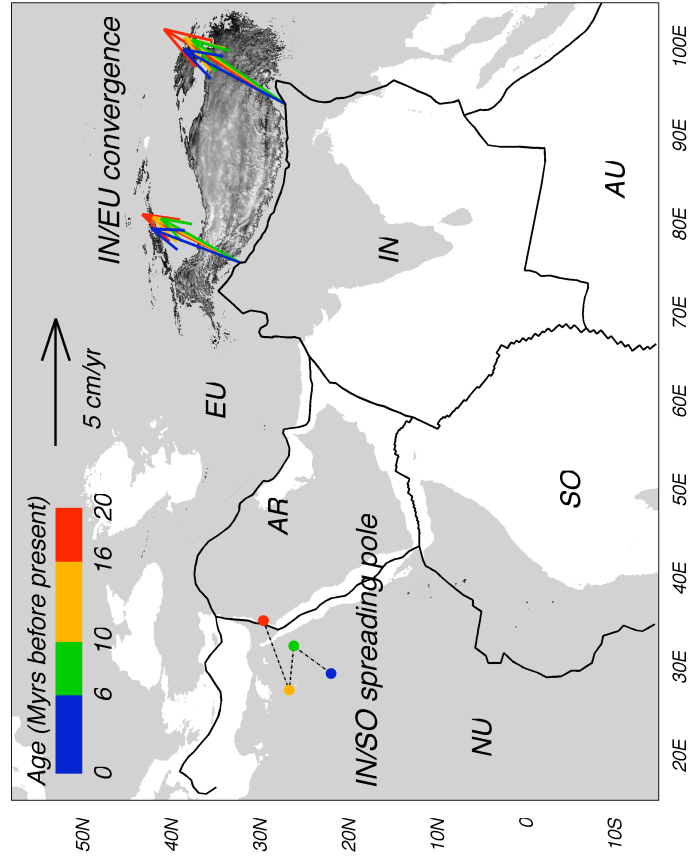 Age (Myrs before present)
0 6 10 16 20
5 cm/yr
IN/EU convergence
EU
AR
IN
AU
SO
NU
IN/SO spreading pole
50N
40N
30N
20N
10N
0
10S
20E 30E 40E 50E 60E 70E 80E 90E 100E